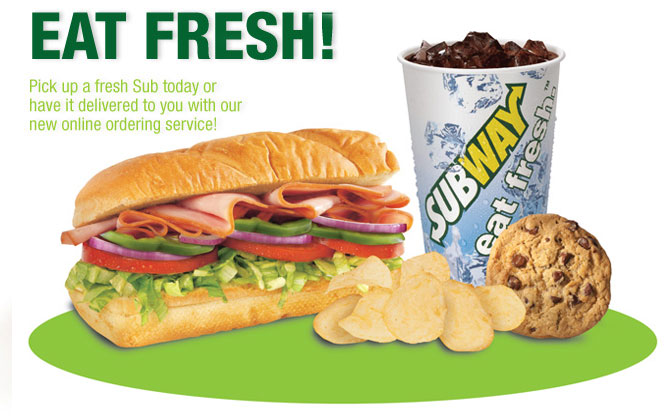 EAT FRESH!
Pick up a fresh Sub today or
have it delivered to you with our
new online ordering service!
SUBWAY
eat fresh.™